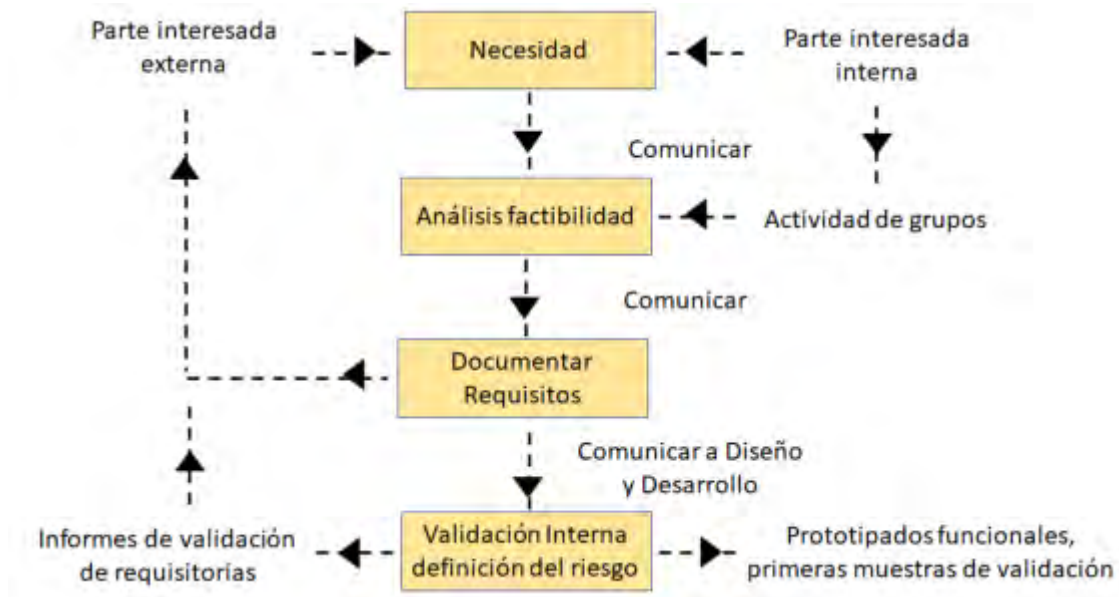 Parte interesada
externa
Necesidad
Parte interesada
interna
Comunicar
Análisis factibilidad
Actividad de grupos
Comunicar
Documentar
Requisitos
Comunicar a Diseño
y Desarrollo
Informes de validación
de requisitorías
Validación Interna
definición del riesgo
Prototipados funcionales,
primeras muestras de validación